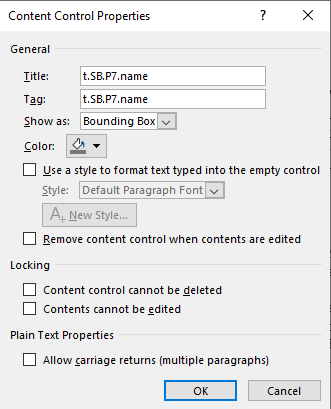 Content Control Properties
General
Title: t.SB.P7.name
Tag: t.SB.P7.name
Show as: Bounding Box
Color:
Use a style to format text typed into the empty control
Style: Default Paragraph Font
A+ New Style...
Remove content control when contents are edited
Locking
Content control cannot be deleted
Contents cannot be edited
Plain Text Properties
Allow carriage returns (multiple paragraphs)
OK Cancel